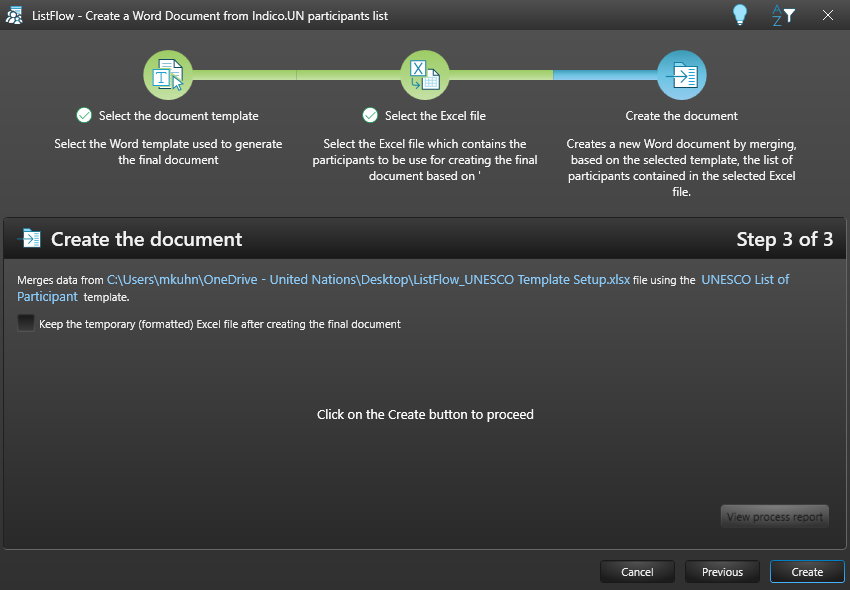 ListFlow - Create a Word Document from Indico.UN participants list
A
Z
T
X
Select the document template
Select the Excel file
Create the document
Select the Word template used to generate
the final document
Select the Excel file which contains the
participants to be use for creating the final
document based on '
Creates a new Word document by merging,
based on the selected template, the list of
participants contained in the selected Excel
file.
Create the document
Step 3 of 3
Merges data from C:\Users\mkuhn\OneDrive - United Nations\Desktop\ListFlow_UNESCO Template Setup.xlsx file using the UNESCO List of
Participant template.
Keep the temporary (formatted) Excel file after creating the final document
Click on the Create button to proceed
View process report
Cancel
Previous
Create